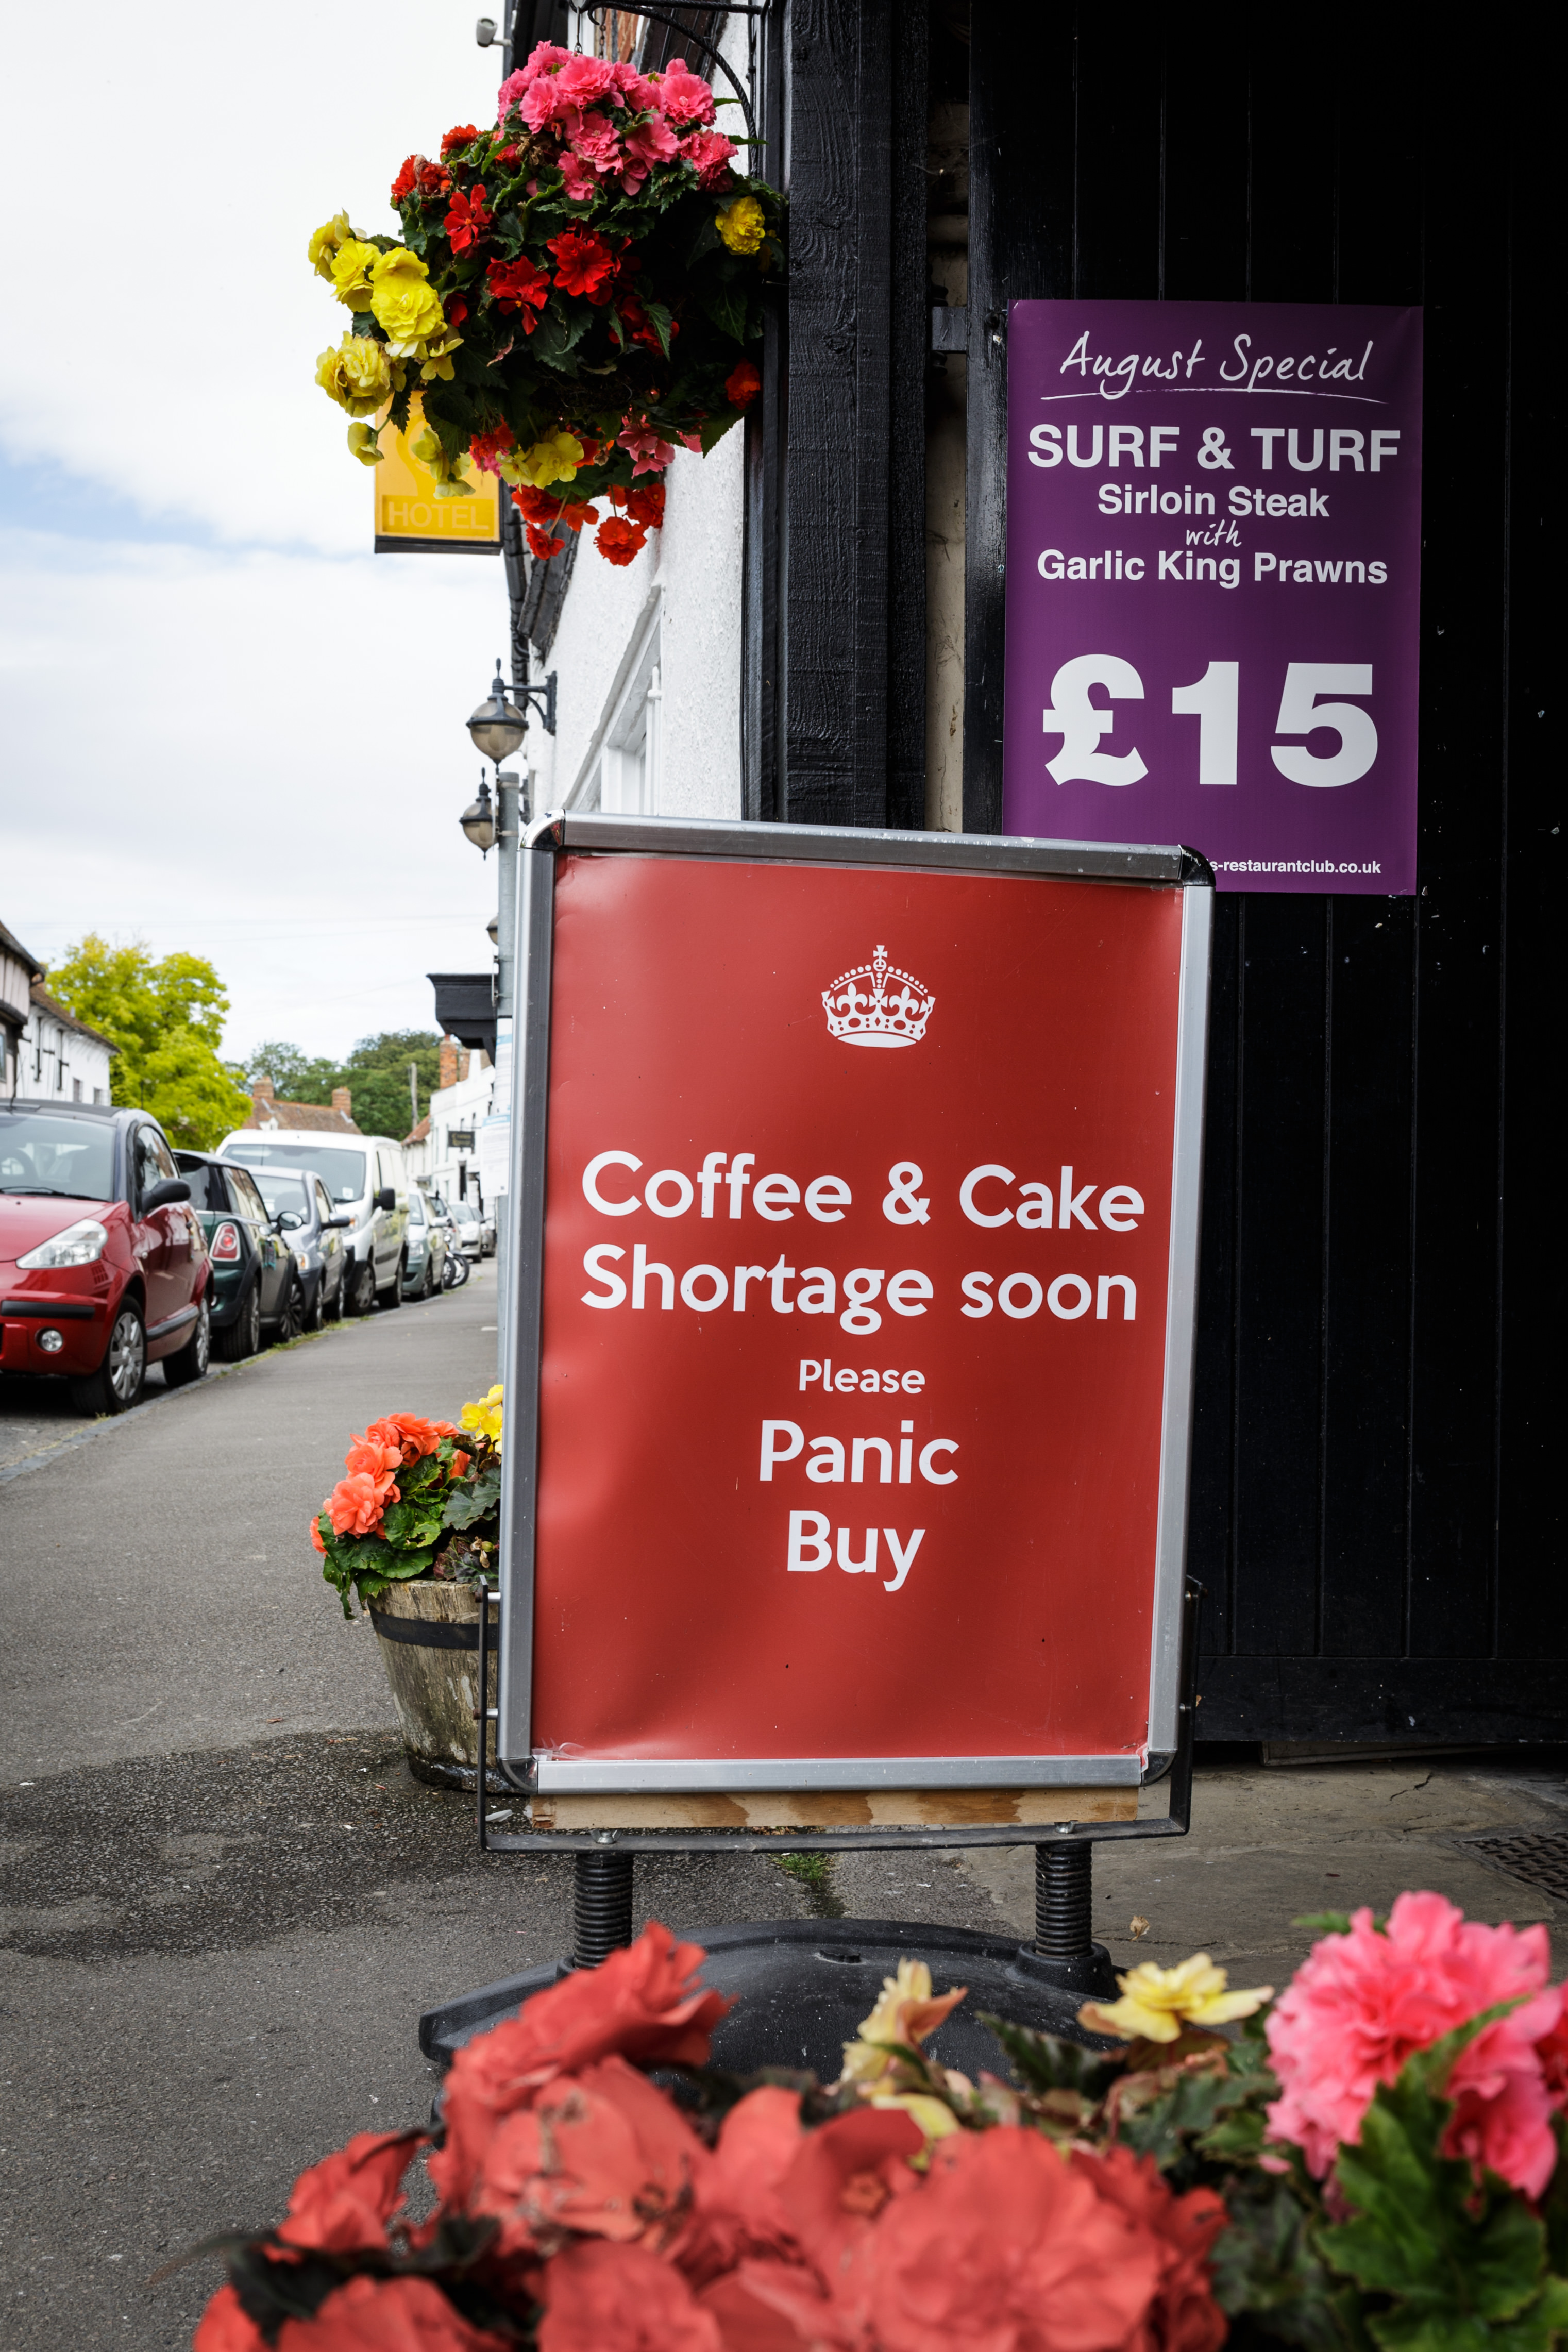 HOTEL
August Special
SURF & TURF
Sirloin Steak
with
Garlic King Prawns
£15
s-restaurantclub.co.uk
Coffee & Cake
Shortage soon
Please
Panic
Buy